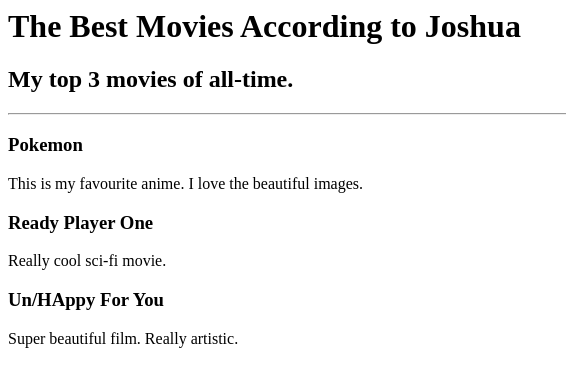 The Best Movies According to Joshua
My top 3 movies of all-time.
Pokemon
This is my favourite anime. I love the beautiful images.
Ready Player One
Really cool sci-fi movie.
Un/HAppy For You
Super beautiful film. Really artistic.